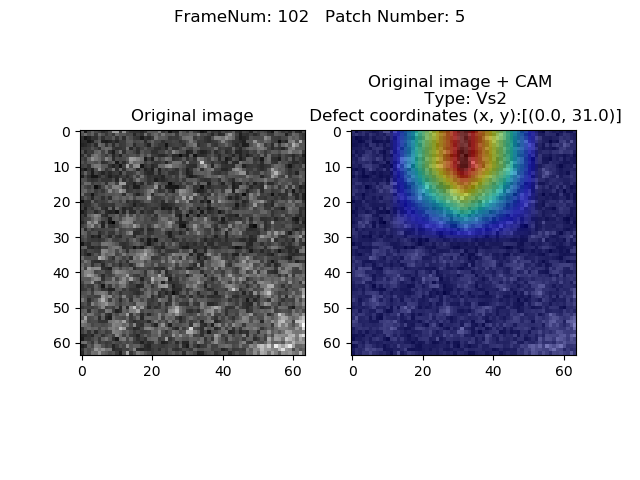 FrameNum: 102   Patch Number: 5
Original image
0
10
20
30
40
50
60
0 20 40 60
Original image + CAM
Type: Vs2
Defect coordinates (x, y):[(0.0, 31.0)]
0
10
20
30
40
50
60
0 20 40 60